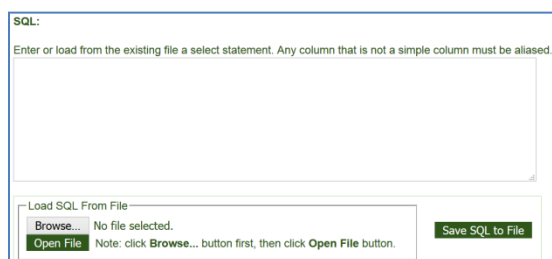 SQL:
Enter or load from the existing file a select statement. Any column that is not a simple column must be aliased.
Load SQL From File
Browse... No file selected.
Open File Note: click Browse... button first, then click Open File button.
Save SQL to File